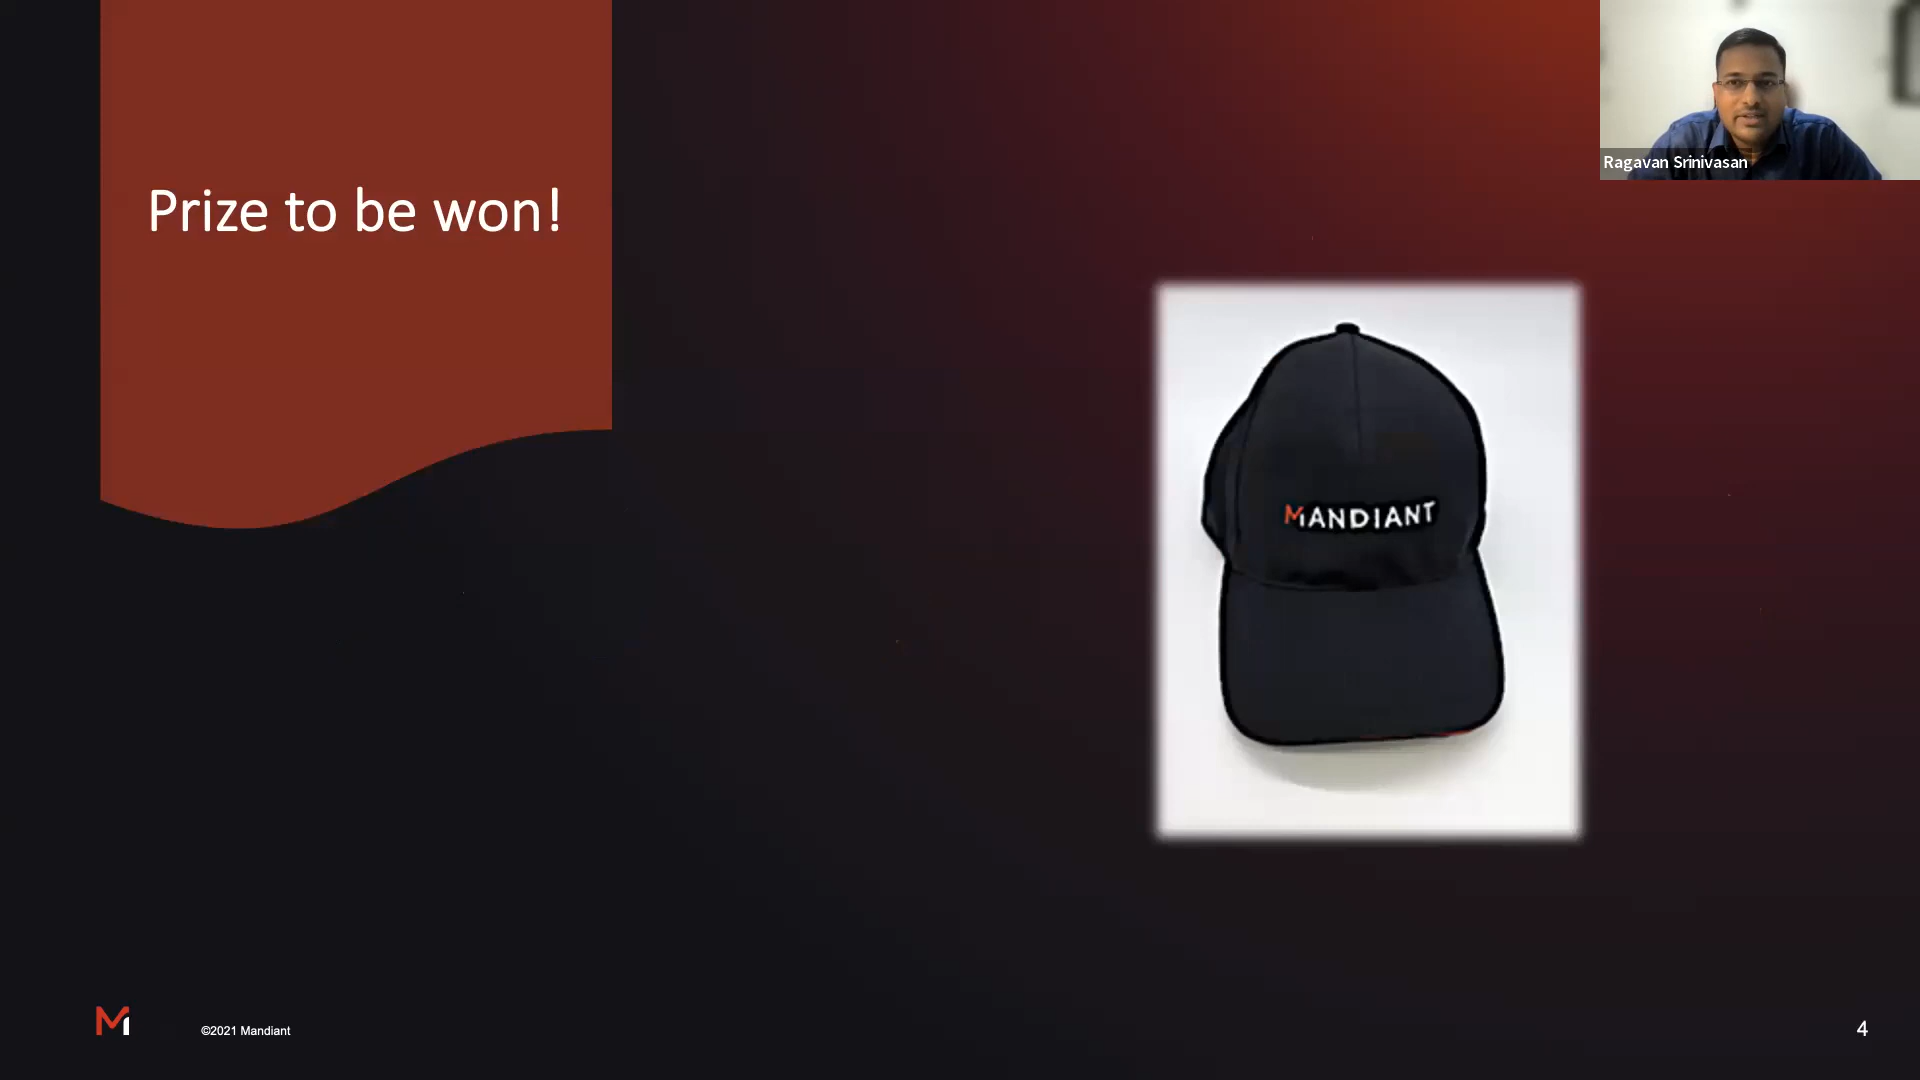 Prize to be won!
Ragavan Srinivasan
MANDIANT
M
©2021 Mandiant
4